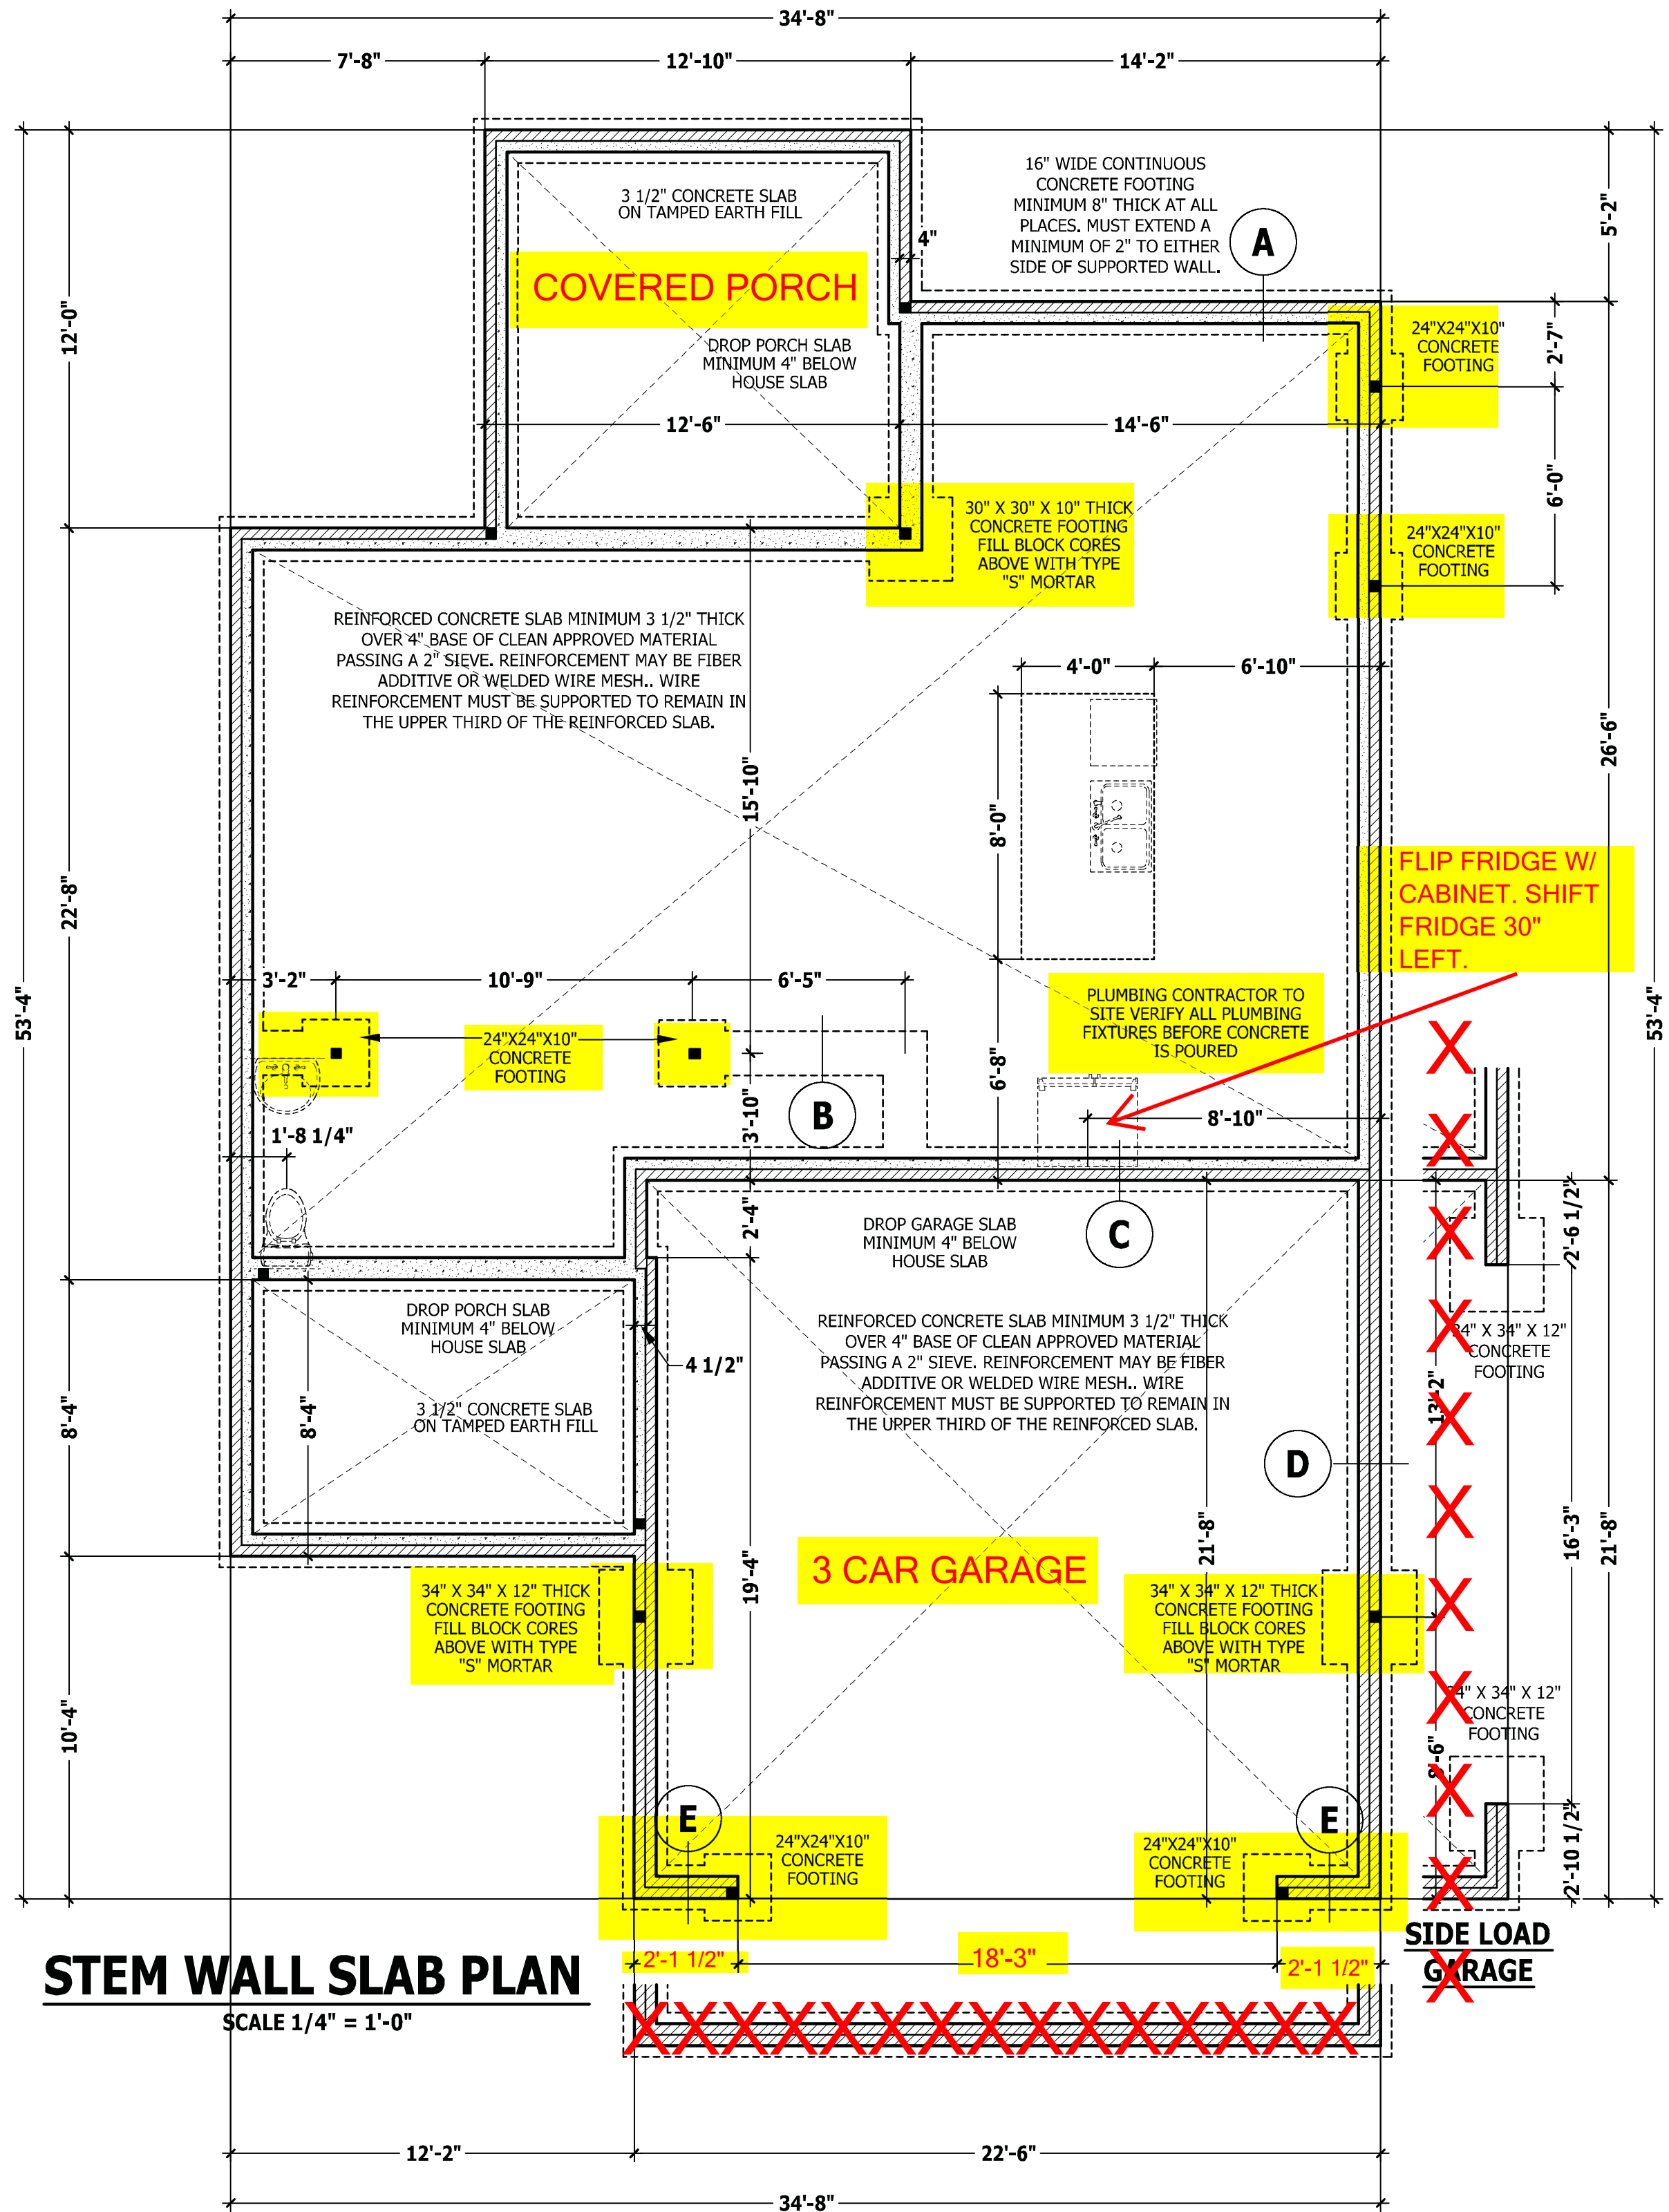 34'-8"
7'-8"
12'-10"
14'-2"
16" WIDE CONTINUOUS
CONCRETE FOOTING
MINIMUM 8" THICK AT ALL
PLACES. MUST EXTEND A
MINIMUM OF 2" TO EITHER
SIDE OF SUPPORTED WALL.
A
3 1/2" CONCRETE SLAB
ON TAMPED EARTH FILL
4"
5'-2"
COVERED PORCH
12'-0"
DROP PORCH SLAB
MINIMUM 4" BELOW
HOUSE SLAB
24"X24"X10"
CONCRETE
FOOTING
2'-7"
12'-6"
14'-6"
6'-0"
30" X 30" X 10" THICK
CONCRETE FOOTING
FILL BLOCK CORES
ABOVE WITH TYPE
"S" MORTAR
24"X24"X10"
CONCRETE
FOOTING
REINFORCED CONCRETE SLAB MINIMUM 3 1/2" THICK
OVER 4" BASE OF CLEAN APPROVED MATERIAL
PASSING A 2" SIEVE. REINFORCEMENT MAY BE FIBER
ADDITIVE OR WELDED WIRE MESH.. WIRE
REINFORCEMENT MUST BE SUPPORTED TO REMAIN IN
THE UPPER THIRD OF THE REINFORCED SLAB.
4'-0"
6'-10"
26'-6"
15'-10"
8'-0"
22'-8"
FLIP FRIDGE W/
CABINET. SHIFT
FRIDGE 30"
LEFT.
53'-4"
53'-4"
3'-2"
10'-9"
6'-5"
PLUMBING CONTRACTOR TO
SITE VERIFY ALL PLUMBING
FIXTURES BEFORE CONCRETE
IS POURED
24"X24"X10"
CONCRETE
FOOTING
6'-8"
3'-10"
B
8'-10"
1'-8 1/4"
2'-4"
DROP GARAGE SLAB
MINIMUM 4" BELOW
HOUSE SLAB
C
2'-6 1/2"
DROP PORCH SLAB
MINIMUM 4" BELOW
HOUSE SLAB
REINFORCED CONCRETE SLAB MINIMUM 3 1/2" THICK
OVER 4" BASE OF CLEAN APPROVED MATERIAL
PASSING A 2" SIEVE. REINFORCEMENT MAY BE FIBER
ADDITIVE OR WELDED WIRE MESH.. WIRE
REINFORCEMENT MUST BE SUPPORTED TO REMAIN IN
THE UPPER THIRD OF THE REINFORCED SLAB.
4 1/2"
34" X 34" X 12"
CONCRETE
FOOTING
13'-2"
8'-4"
8'-4"
3 1/2" CONCRETE SLAB
ON TAMPED EARTH FILL
D
21'-8"
16'-3"
21'-8"
19'-4"
3 CAR GARAGE
34" X 34" X 12" THICK
CONCRETE FOOTING
FILL BLOCK CORES
ABOVE WITH TYPE
"S" MORTAR
34" X 34" X 12" THICK
CONCRETE FOOTING
FILL BLOCK CORES
ABOVE WITH TYPE
"S" MORTAR
10'-4"
34" X 34" X 12"
CONCRETE
FOOTING
8'-6"
E
24"X24"X10"
CONCRETE
FOOTING
24"X24"X10"
CONCRETE
FOOTING
E
2'-10 1/2"
SIDE LOAD
GARAGE
2'-1 1/2"
18'-3"
2'-1 1/2"
STEM WALL SLAB PLAN
SCALE 1/4" = 1'-0"
12'-2"
22'-6"
34'-8"